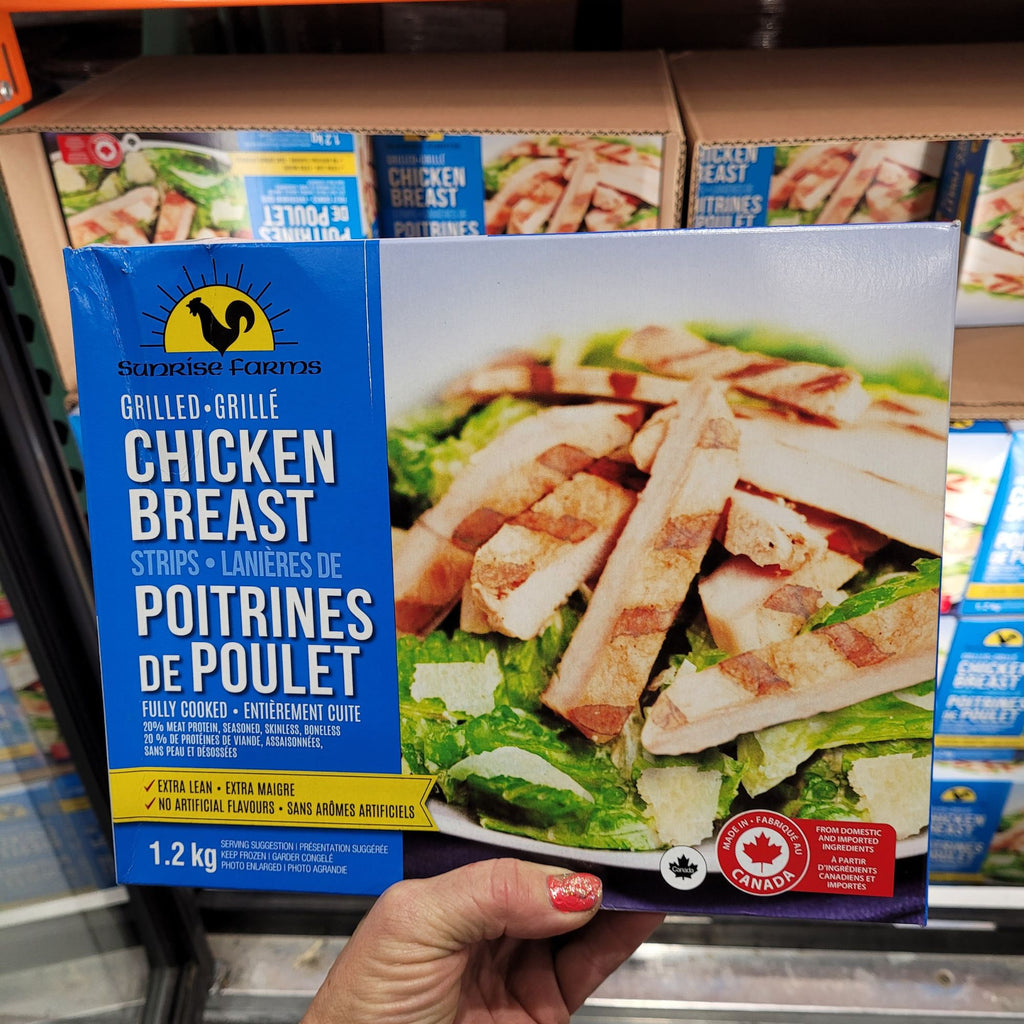 SUNRISE FARMS
GRILLED • GRILLÉ
CHICKEN
BREAST
STRIPS • LANIÈRES DE
POITRINES
DE POULET
FULLY COOKED • ENTIÈREMENT CUITE
20% MEAT PROTEIN, SEASONED, SKINLESS, BONELESS
20 % DE PROTÉINES DE VIANDE, ASSAISONNÉES,
SANS PEAU ET DÉSOSSÉES
✓EXTRA LEAN • EXTRA MAIGRE
✓NO ARTIFICIAL FLAVOURS • SANS ARÔMES ARTIFICIELS
1.2 kg
SERVING SUGGESTION | PRÉSENTATION SUGGÉRÉE
KEEP FROZEN | GARDER CONGELÉ
PHOTO ENLARGED | PHOTO AGRANDIE
Canada
MADE IN • FABRIQUÉ AU
CANADA
FROM DOMESTIC
AND IMPORTED
INGREDIENTS
À PARTIR
D'INGRÉDIENTS
CANADIENS ET
IMPORTÉS
1.2 kg
POITRINES
DE POULET
GRILLED • GRILLÉ
CHICKEN
BREAST
POITRINES
CHICKEN
BREAST
CHICKEN
BREAST